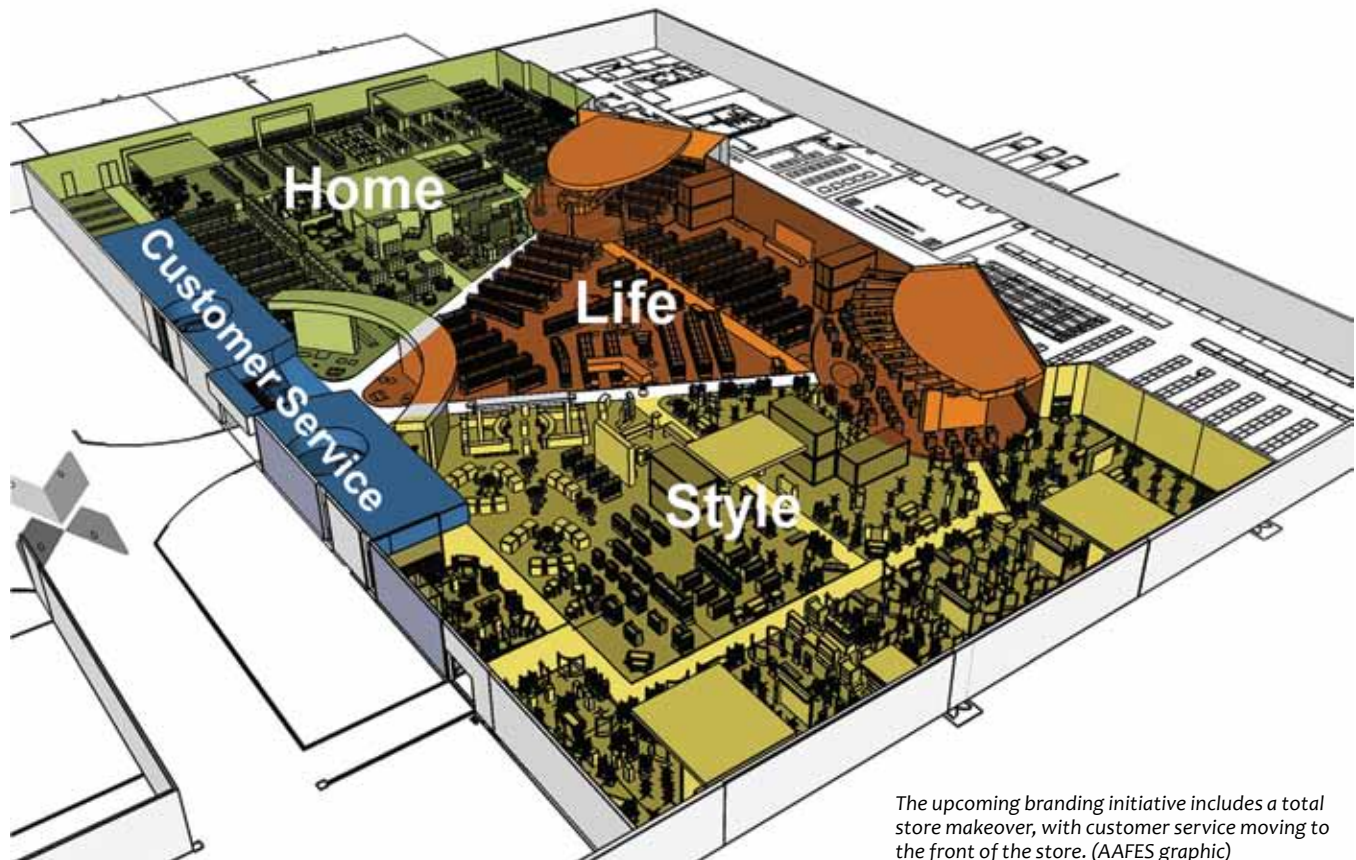 Home
Customer Service
Life
Style
The upcoming branding initiative includes a total
store makeover, with customer service moving to
the front of the store. (AAFES graphic)